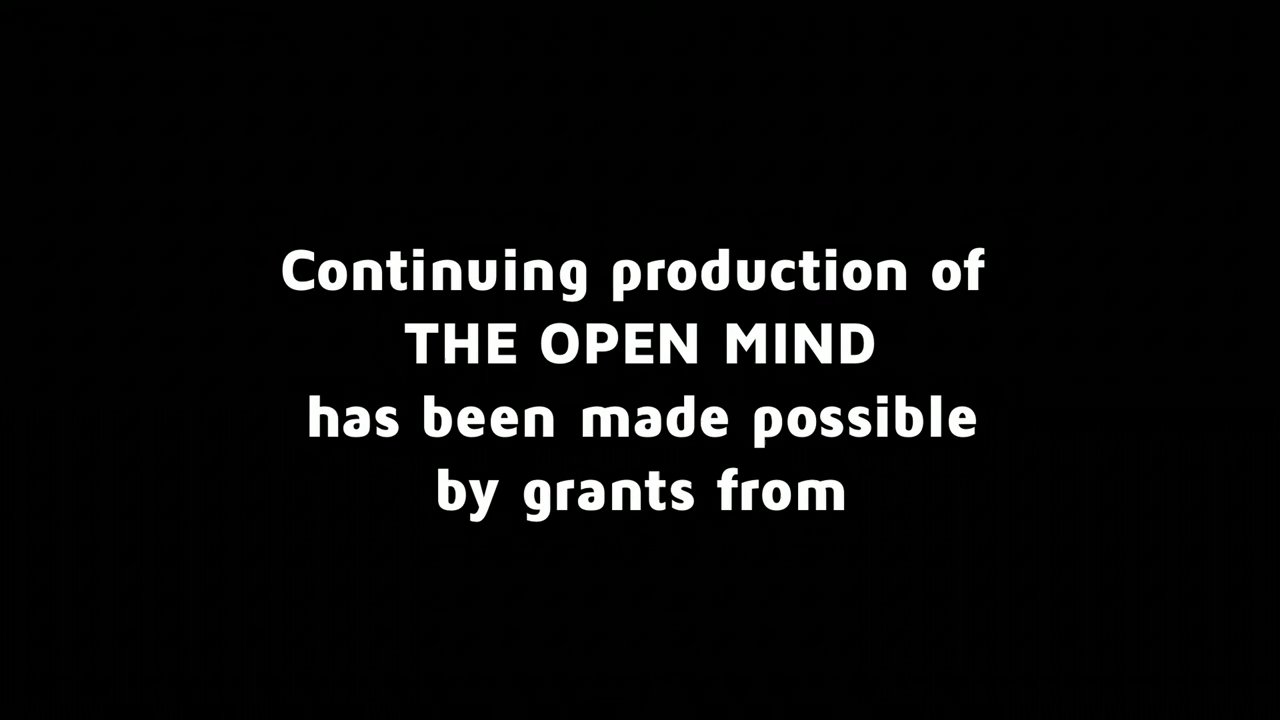 Continuing production of
THE OPEN MIND
has been made possible
by grants from